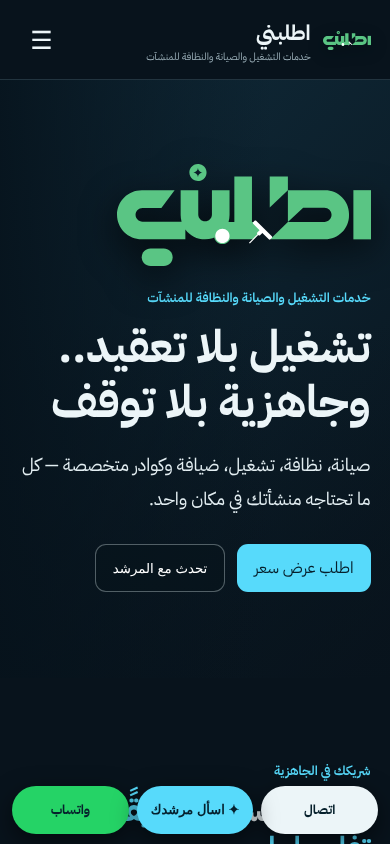 اطلبني
اطلبني
خدمات التشغيل والصيانة والنظافة للمنشآت
اطلبني
خدمات التشغيل والصيانة والنظافة للمنشآت
تشغيل بلا تعقيد..
وجاهزية بلا توقف
صيانة، نظافة، تشغيل، ضيافة وكوادر متخصصة — كل
ما تحتاجه منشأتك في مكان واحد.
اطلب عرض سعر
تحدث مع المرشد
شريكك في الجاهزية
اتصال
✦ اسأل مرشدك
واتساب